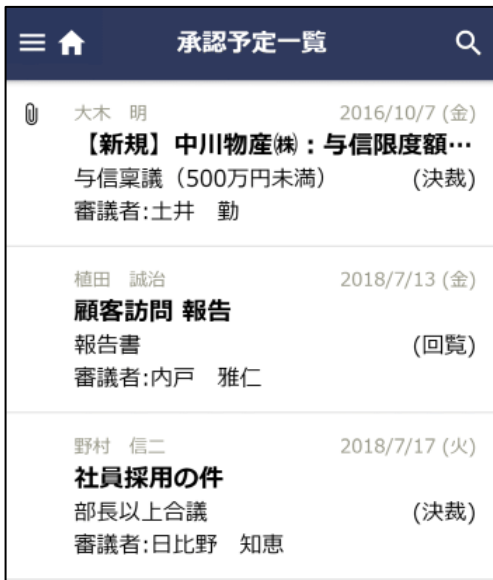 承認予定一覧
大木　明 2016/10/7 (金)
【新規】中川物産㈱：与信限度額…
与信稟議（500万円未満） (決裁)
審議者:土井　勤
植田　誠治 2018/7/13 (金)
顧客訪問 報告
報告書 (回覧)
審議者:内戸　雅仁
野村　信二 2018/7/17 (火)
社員採用の件
部長以上合議 (決裁)
審議者:日比野　知恵